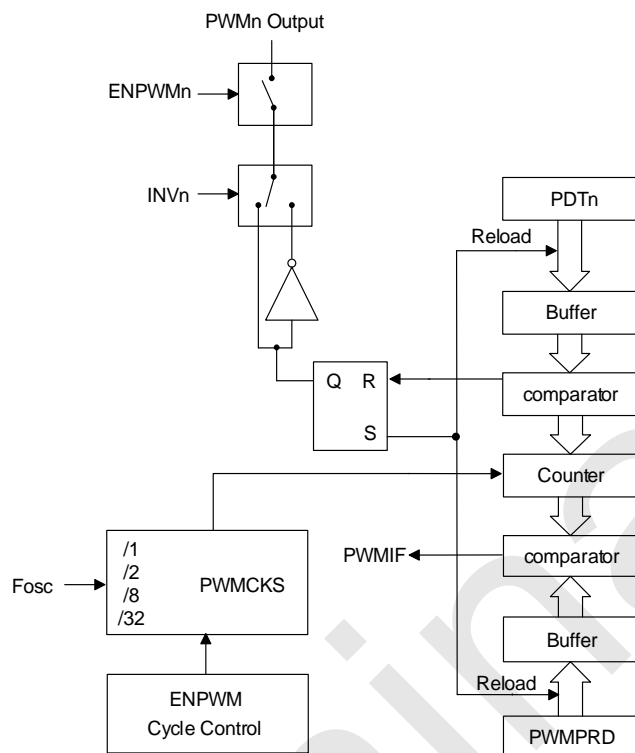 PWMn Output
ENPWMn
INVn
PDTn
Reload
Buffer
Q R
S
comparator
Counter
/1
/2
/8
/32
PWMCKS
Fosc
PWMIF
comparator
Buffer
ENPWM
Cycle Control
Reload
PWMPRD